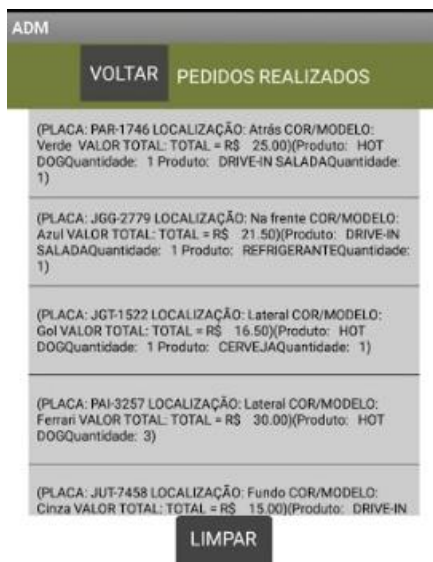 ADM
VOLTAR PEDIDOS REALIZADOS
(PLACA: PAR-1746 LOCALIZAÇÃO: Atrás COR/MODELO:
Verde VALOR TOTAL: TOTAL = R$ 25.00)(Produto: HOT
DOGQuantidade: 1 Produto: DRIVE-IN SALADAQuantidade:
1)
(PLACA: JGG-2779 LOCALIZAÇÃO: Na frente COR/MODELO:
Azul VALOR TOTAL: TOTAL = R$ 21.50)(Produto: DRIVE-IN
SALADAQuantidade: 1 Produto: REFRIGERANTEQuantidade:
1)
(PLACA: JGT-1522 LOCALIZAÇÃO: Lateral COR/MODELO:
Gol VALOR TOTAL: TOTAL = R$ 16.50)(Produto: HOT
DOGQuantidade: 1 Produto: CERVEJAQuantidade: 1)
(PLACA: PAI-3257 LOCALIZAÇÃO: Lateral COR/MODELO:
Ferrari VALOR TOTAL: TOTAL = R$ 30.00)(Produto: HOT
DOGQuantidade: 3)
(PLACA: JUT-7458 LOCALIZAÇÃO: Fundo COR/MODELO:
Cinza VALOR TOTAL: TOTAL = R$ 15.00)(Produto: DRIVE-IN
LIMPAR